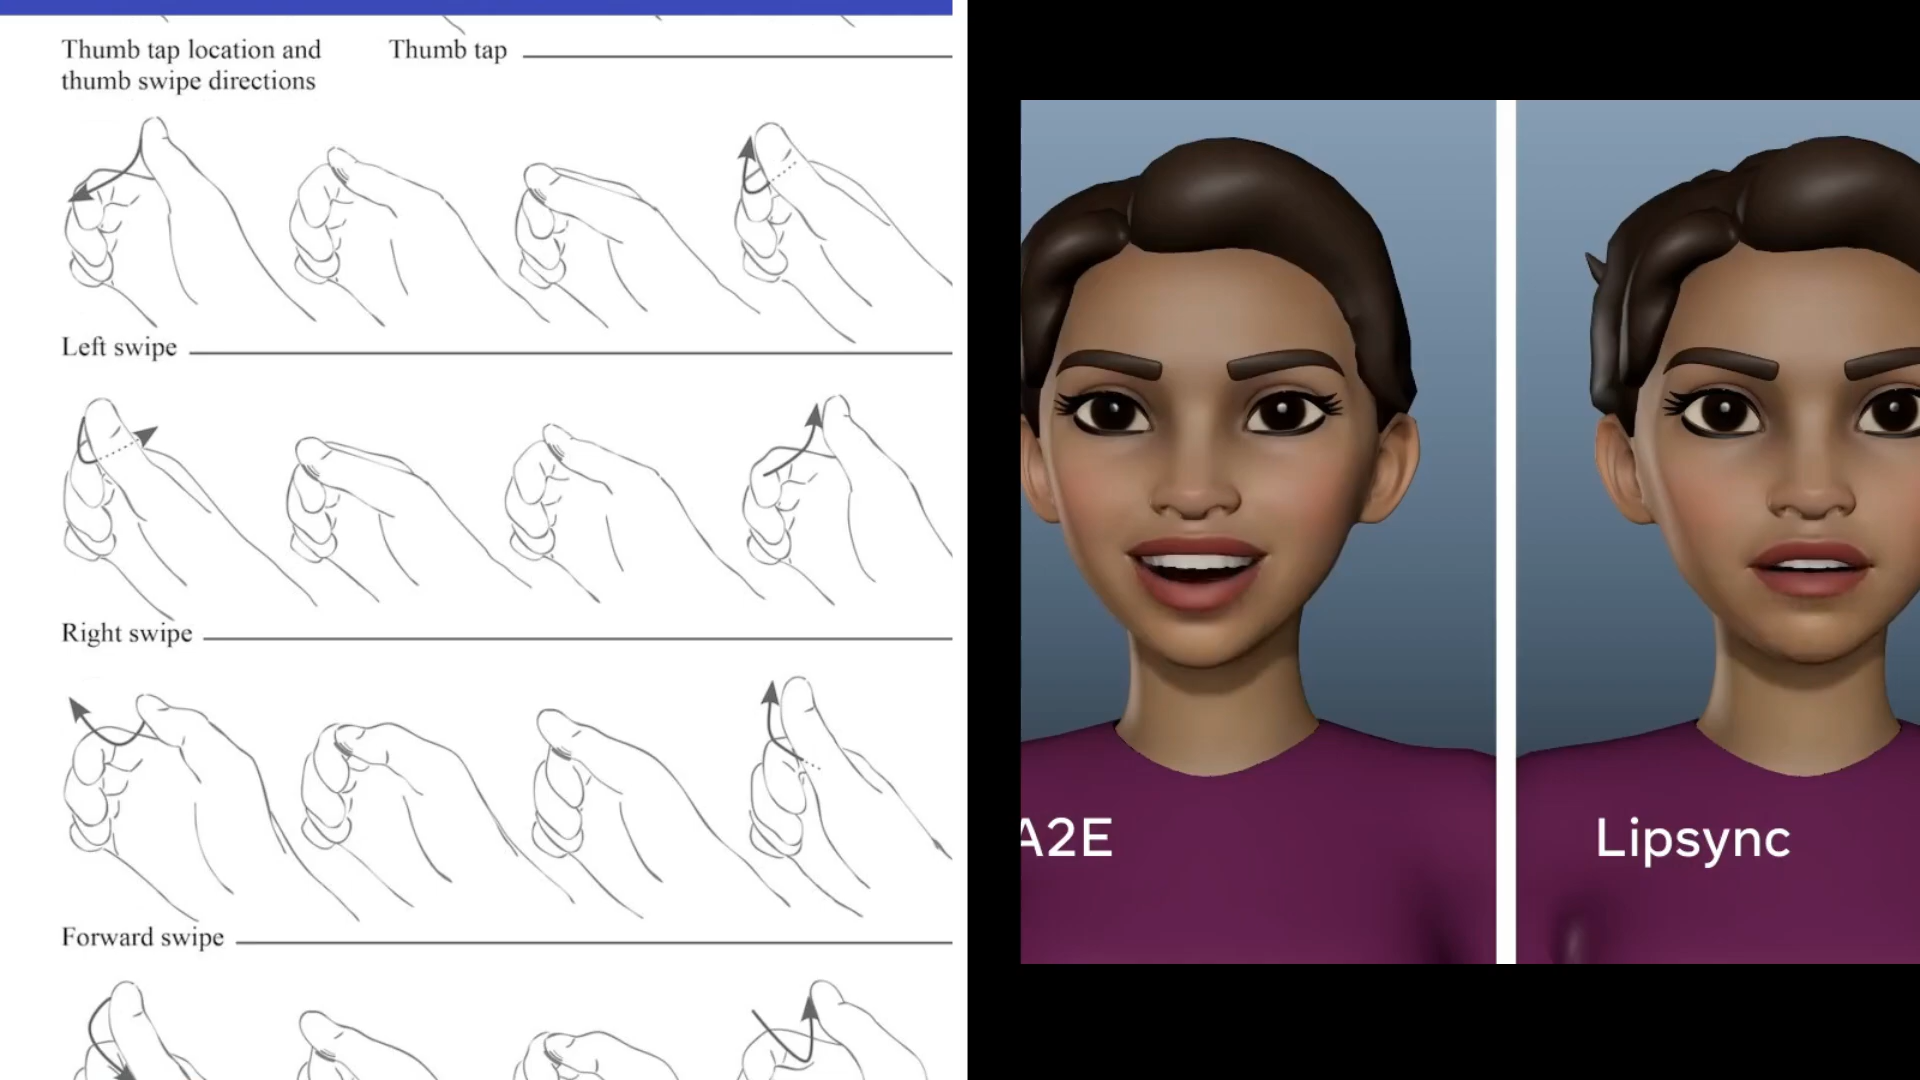 Thumb tap location and
thumb swipe directions
Thumb tap
Left swipe
Right swipe
Forward swipe
A2E
Lipsync